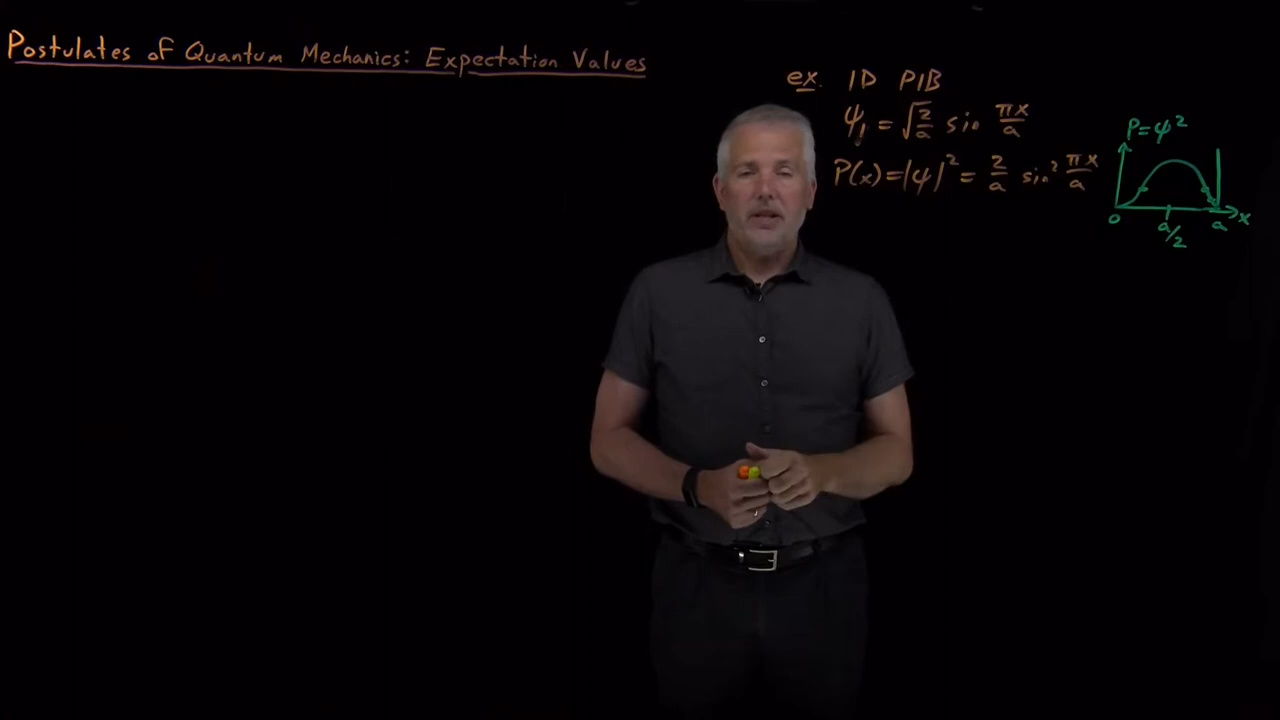 Postulates of Quantum Mechanics: Expectation Values
ex. 1D PIB
ψ₁ = √(2/a) sin πx/a
P(x) = |ψ|² = 2/a sin² πx/a
P=ψ²
0 a/2 a x